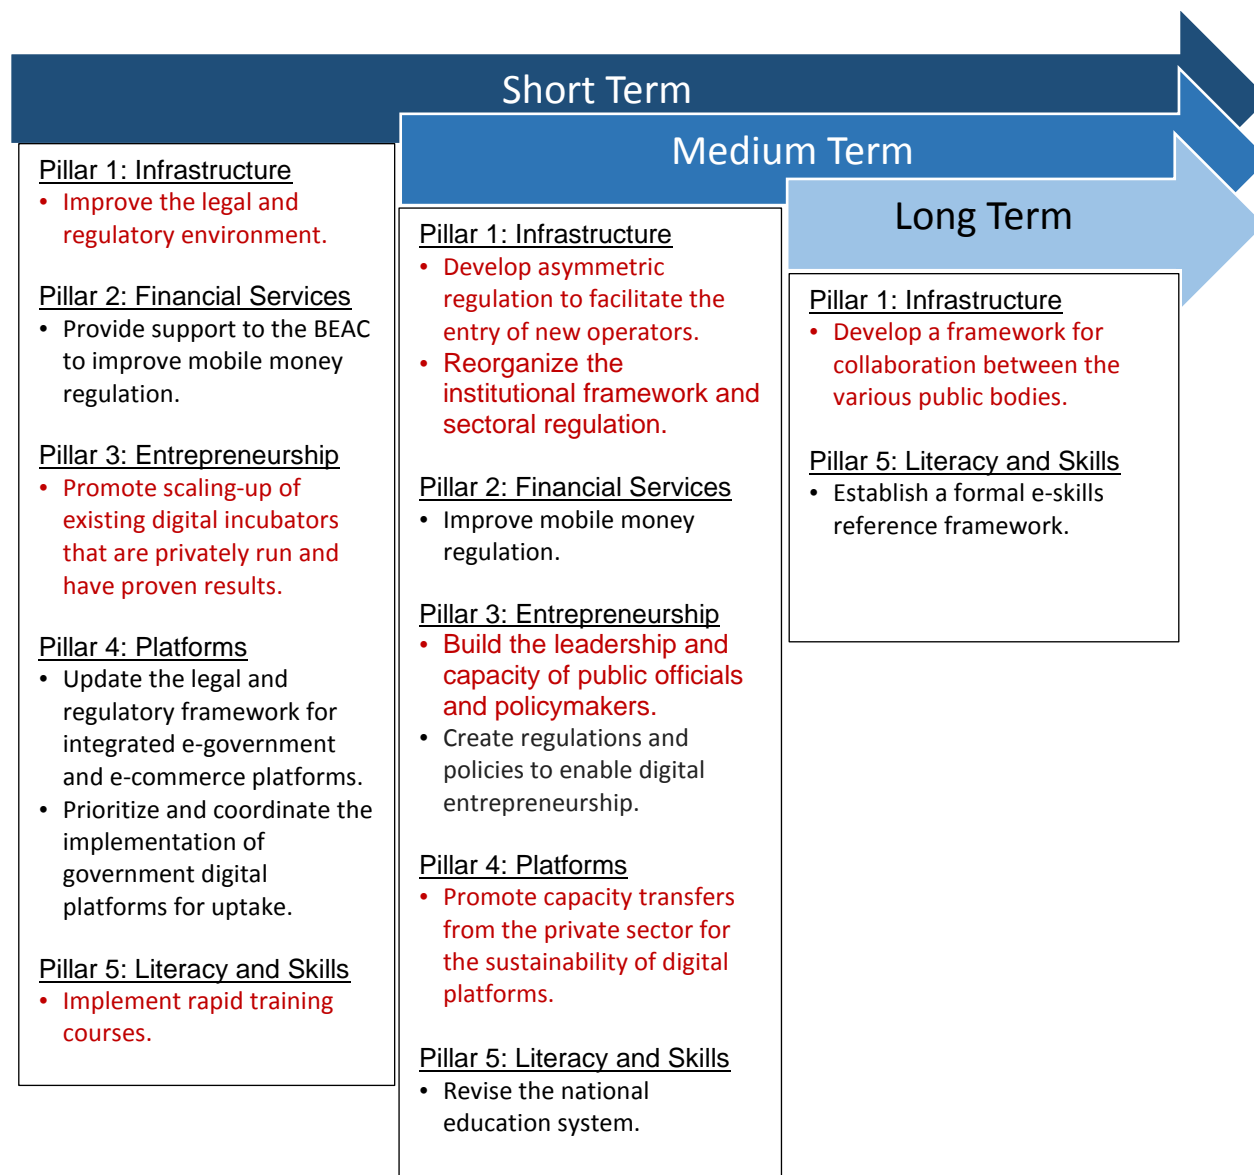 Short Term
Medium Term
Long Term
Pillar 1: Infrastructure
• Improve the legal and
regulatory environment.
Pillar 2: Financial Services
• Provide support to the BEAC
to improve mobile money
regulation.
Pillar 3: Entrepreneurship
• Promote scaling-up of
existing digital incubators
that are privately run and
have proven results.
Pillar 4: Platforms
• Update the legal and
regulatory framework for
integrated e-government
and e-commerce platforms.
• Prioritize and coordinate the
implementation of
government digital
platforms for uptake.
Pillar 5: Literacy and Skills
• Implement rapid training
courses.
Pillar 1: Infrastructure
• Develop asymmetric
regulation to facilitate the
entry of new operators.
• Reorganize the
institutional framework and
sectoral regulation.
Pillar 2: Financial Services
• Improve mobile money
regulation.
Pillar 3: Entrepreneurship
• Build the leadership and
capacity of public officials
and policymakers.
• Create regulations and
policies to enable digital
entrepreneurship.
Pillar 4: Platforms
• Promote capacity transfers
from the private sector for
the sustainability of digital
platforms.
Pillar 5: Literacy and Skills
• Revise the national
education system.
Pillar 1: Infrastructure
• Develop a framework for
collaboration between the
various public bodies.
Pillar 5: Literacy and Skills
• Establish a formal e-skills
reference framework.